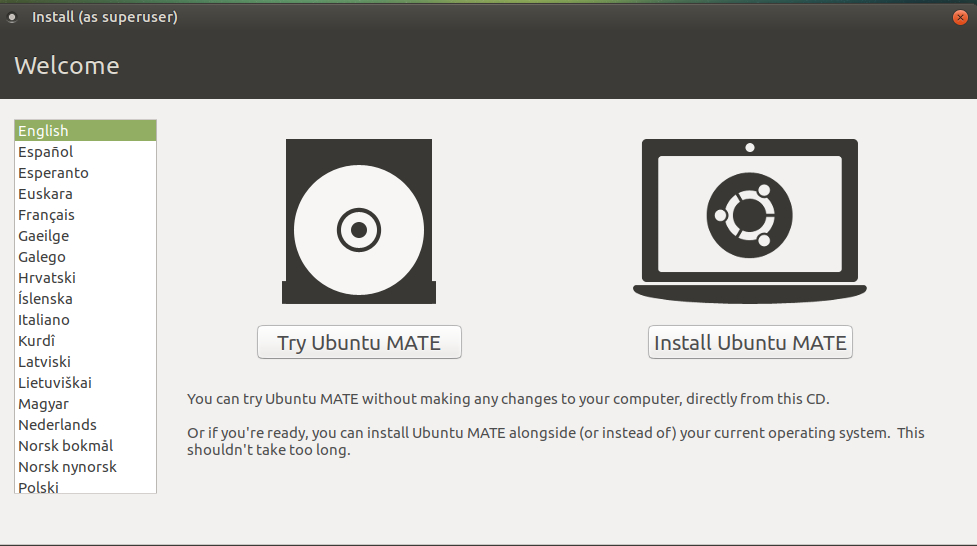 Install (as superuser)
Welcome
English
Español
Esperanto
Euskara
Français
Gaeilge
Galego
Hrvatski
Íslenska
Italiano
Kurdî
Latviski
Lietuviškai
Magyar
Nederlands
Norsk bokmål
Norsk nynorsk
Polski
Try Ubuntu MATE
Install Ubuntu MATE
You can try Ubuntu MATE without making any changes to your computer, directly from this CD.
Or if you're ready, you can install Ubuntu MATE alongside (or instead of) your current operating system.  This
shouldn't take too long.